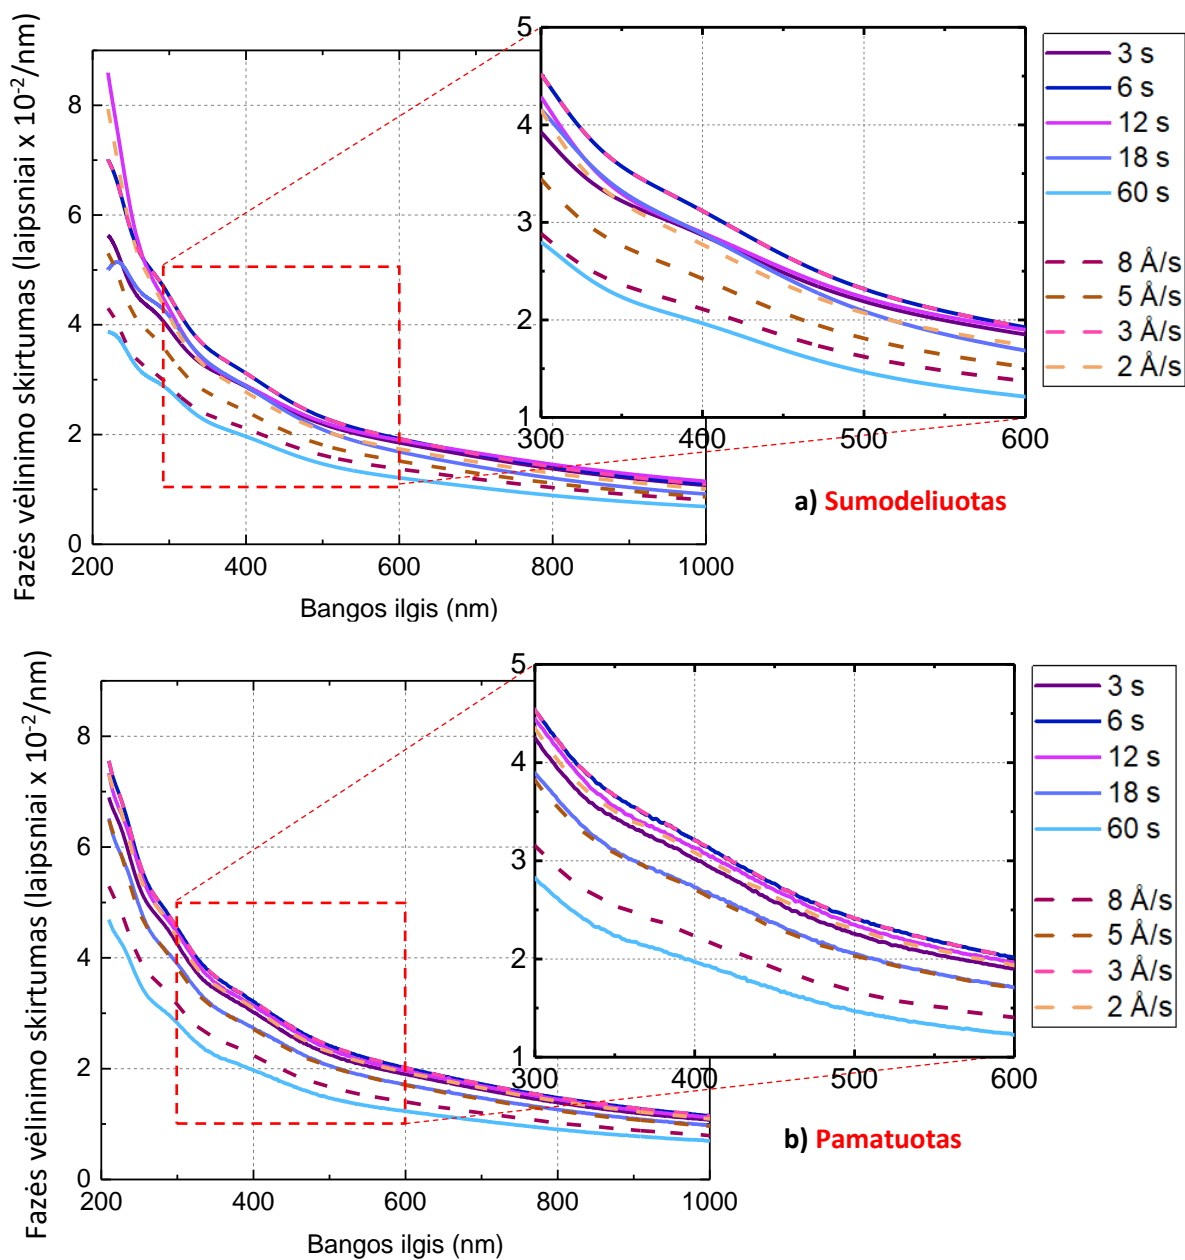 Fazės vėlinimo skirtumas (laipsniai x 10⁻²/nm)
8
6
4
2
0
200
400
600
800
1000
Bangos ilgis (nm)
5
4
3
2
1
300
400
500
600
3 s
6 s
12 s
18 s
60 s
8 Å/s
5 Å/s
3 Å/s
2 Å/s
a) Sumodeliuotas
Fazės vėlinimo skirtumas (laipsniai x 10⁻²/nm)
8
6
4
2
0
200
400
600
800
1000
Bangos ilgis (nm)
5
4
3
2
1
300
400
500
600
3 s
6 s
12 s
18 s
60 s
8 Å/s
5 Å/s
3 Å/s
2 Å/s
b) Pamatuotas